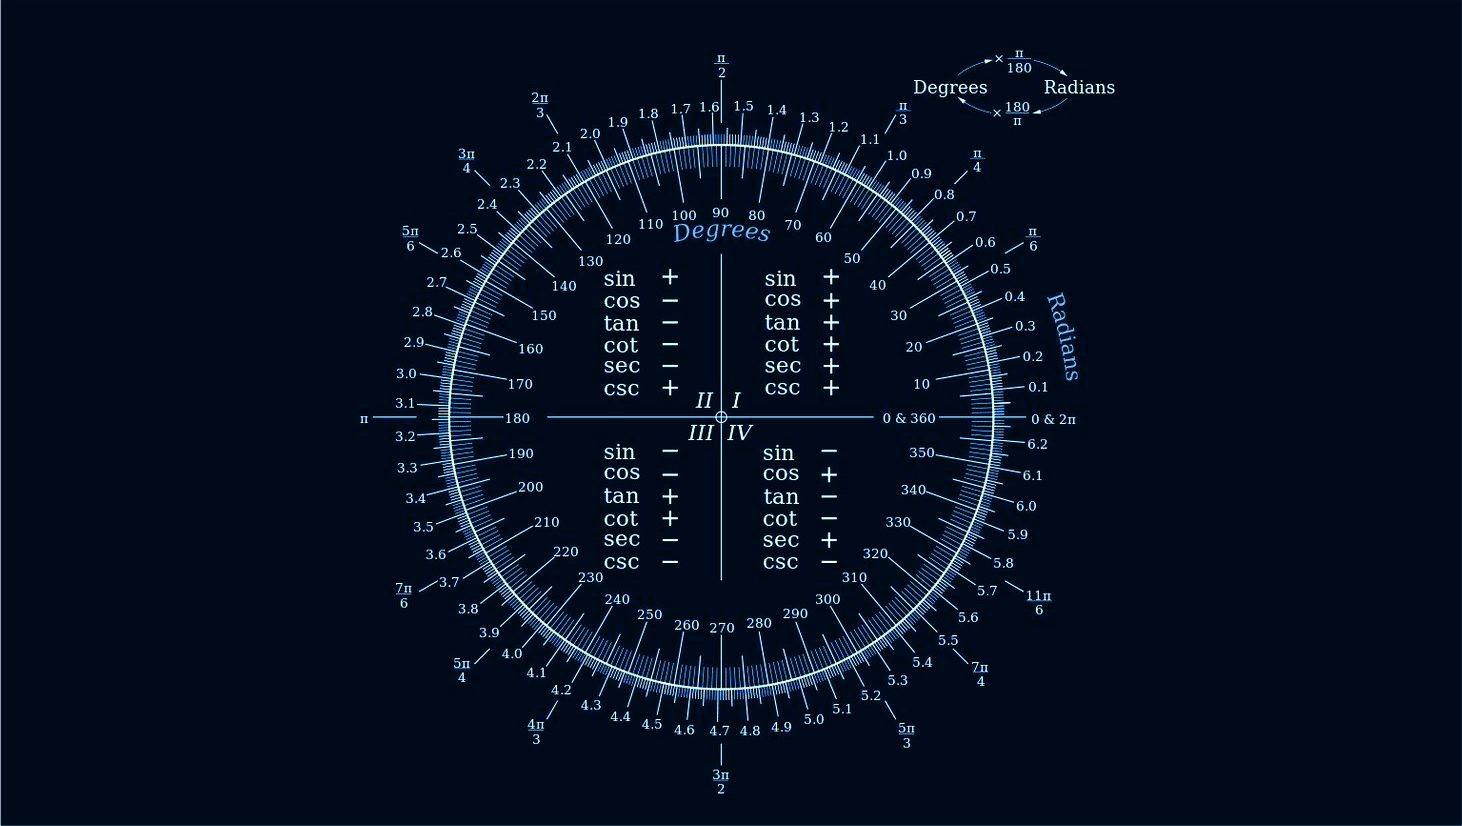 π
2
× π
180
Degrees Radians
× 180
π
2π
3
π
3
3π
4
π
4
5π
6
π
6
1.6 1.5
1.7 1.4
1.8 1.3
1.9 1.2
2.0 1.1
2.1 1.0
2.2 0.9
2.3 0.8
2.4 0.7
2.5 0.6
2.6 0.5
2.7 0.4
2.8 0.3
2.9 0.2
3.0 0.1
3.1
Radians
90
100 80
110 70
120 60
130 50
140 40
150 30
160 20
170 10
Degrees
sin + sin +
cos − cos +
tan − tan +
cot − cot +
sec − sec +
csc + csc +
II I
π 180 0 & 360 0 & 2π
III IV
sin − sin −
cos − cos +
tan + tan −
cot + cot −
sec − sec +
csc − csc −
190 350
200 340
210 330
220 320
230 310
240 300
250 290
260 280
270
3.2 6.2
3.3 6.1
3.4 6.0
3.5 5.9
3.6 5.8
3.7 5.7
3.8 5.6
3.9 5.5
4.0 5.4
4.1 5.3
4.2 5.2
4.3 5.1
4.4 5.0
4.5 4.9
4.6 4.7 4.8
7π
6
11π
6
5π
4
7π
4
4π
3
5π
3
3π
2